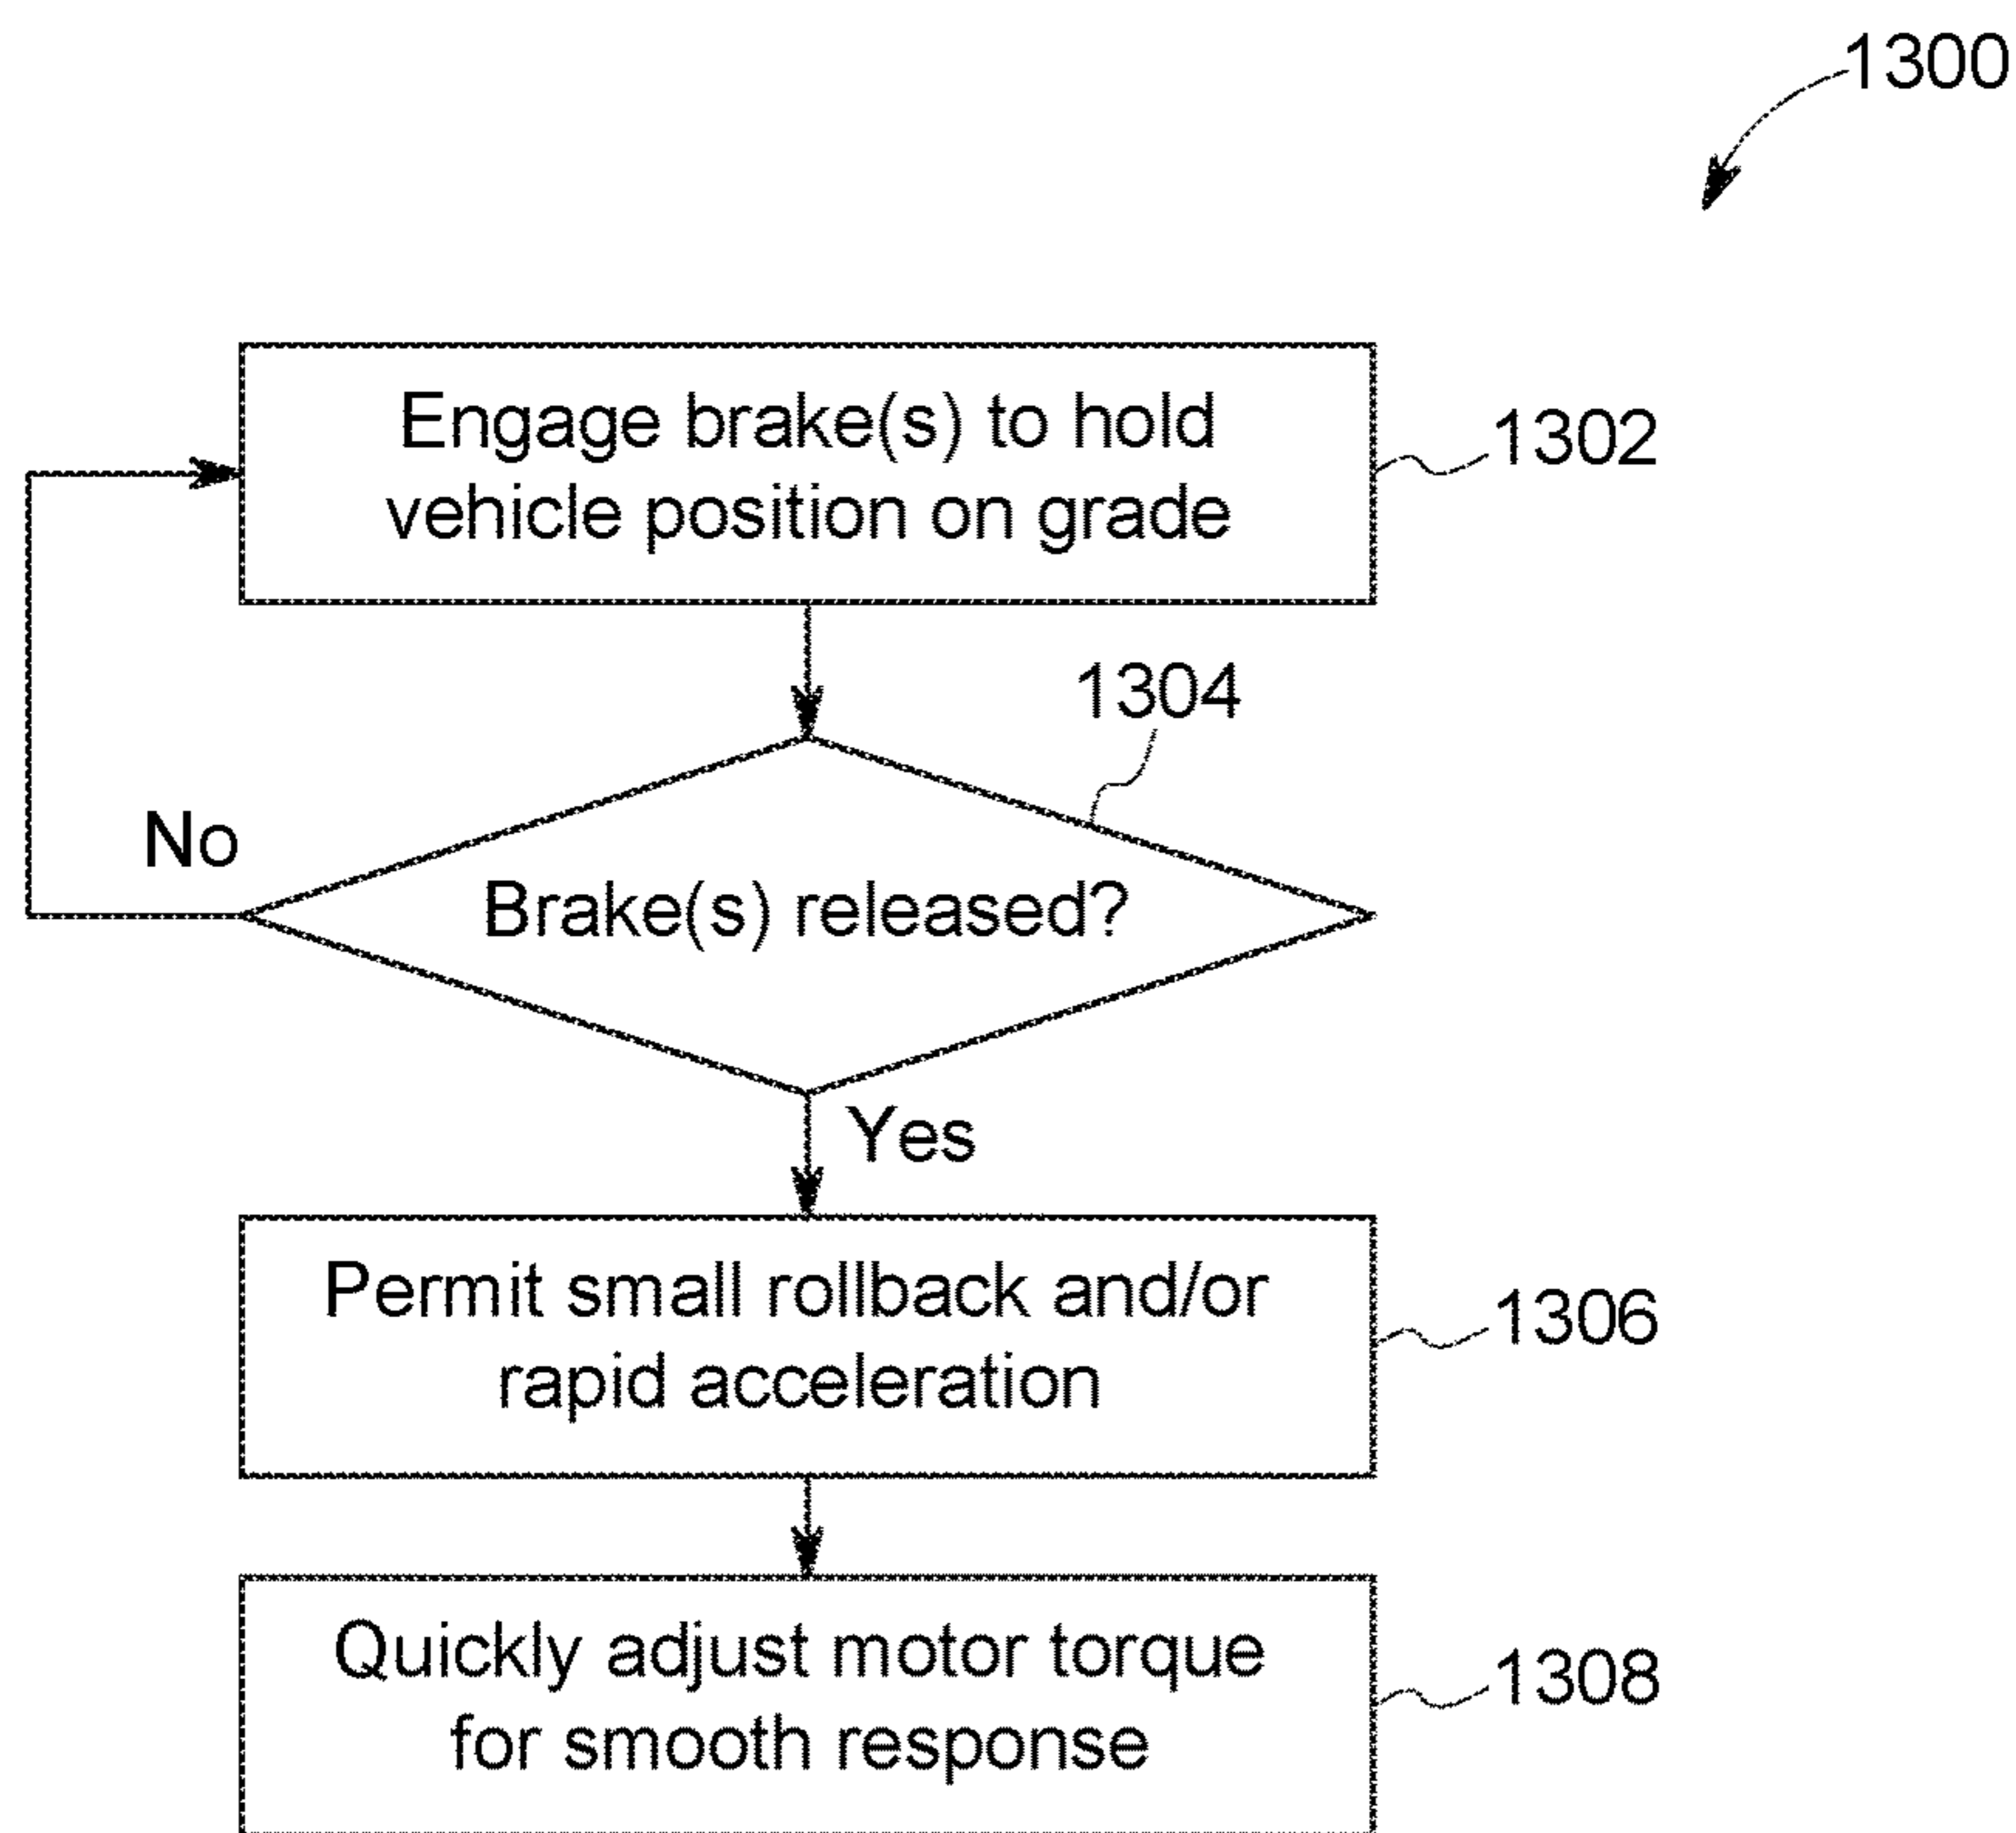 1300
Engage brake(s) to hold
vehicle position on grade
1302
1304
No
Brake(s) released?
Yes
Permit small rollback and/or
rapid acceleration
1306
Quickly adjust motor torque
for smooth response
1308